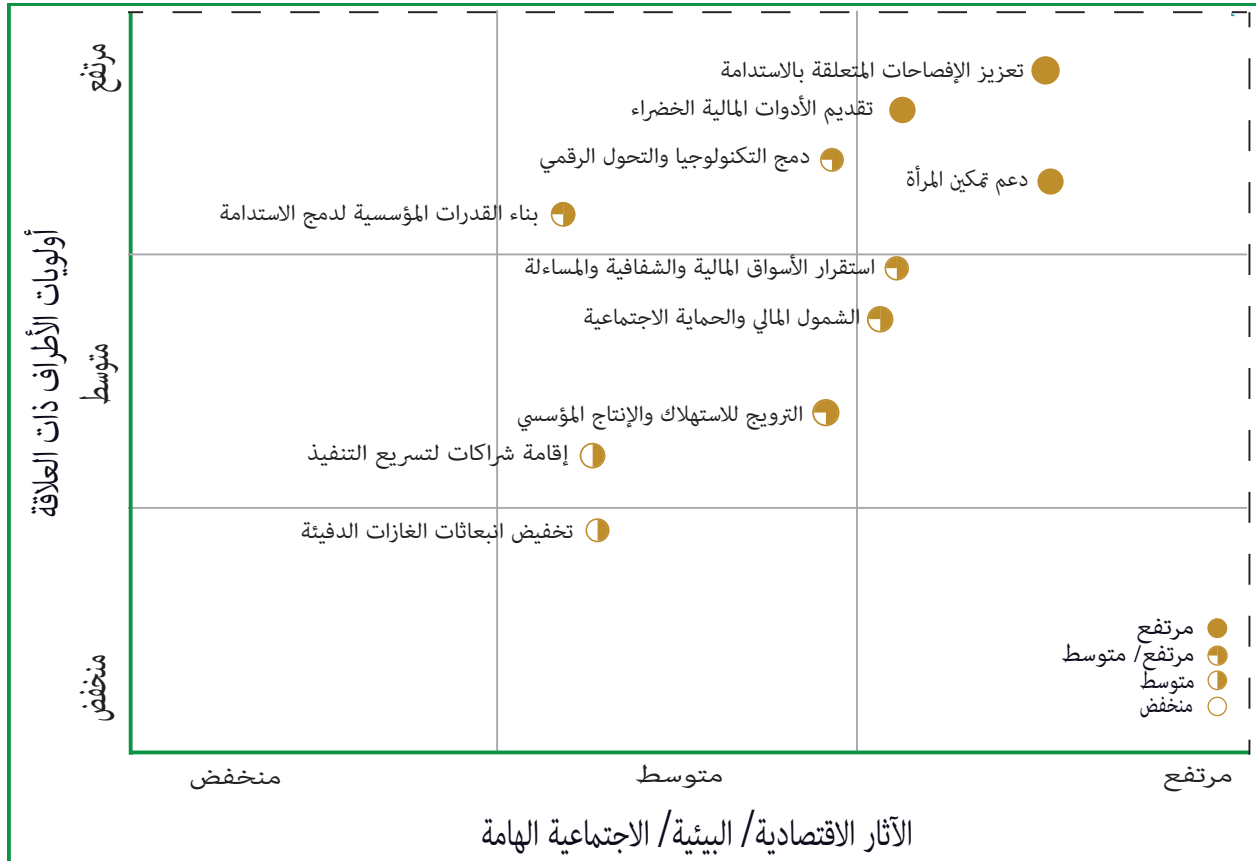 أولويات الأطراف ذات العلاقة
مرتفع
متوسط
منخفض
تعزيز الإفصاحات المتعلقة بالاستدامة
تقديم الأدوات المالية الخضراء
دمج التكنولوجيا والتحول الرقمي
دعم تمكين المرأة
بناء القدرات المؤسسية لدمج الاستدامة
استقرار الأسواق المالية والشفافية والمساءلة
الشمول المالي والحماية الاجتماعية
الترويج للاستهلاك والإنتاج المؤسسي
إقامة شراكات لتسريع التنفيذ
تخفيض انبعاثات الغازات الدفيئة
مرتفع
مرتفع/ متوسط
متوسط
منخفض
مرتفع
متوسط
منخفض
الآثار الاقتصادية/ البيئية/ الاجتماعية الهامة